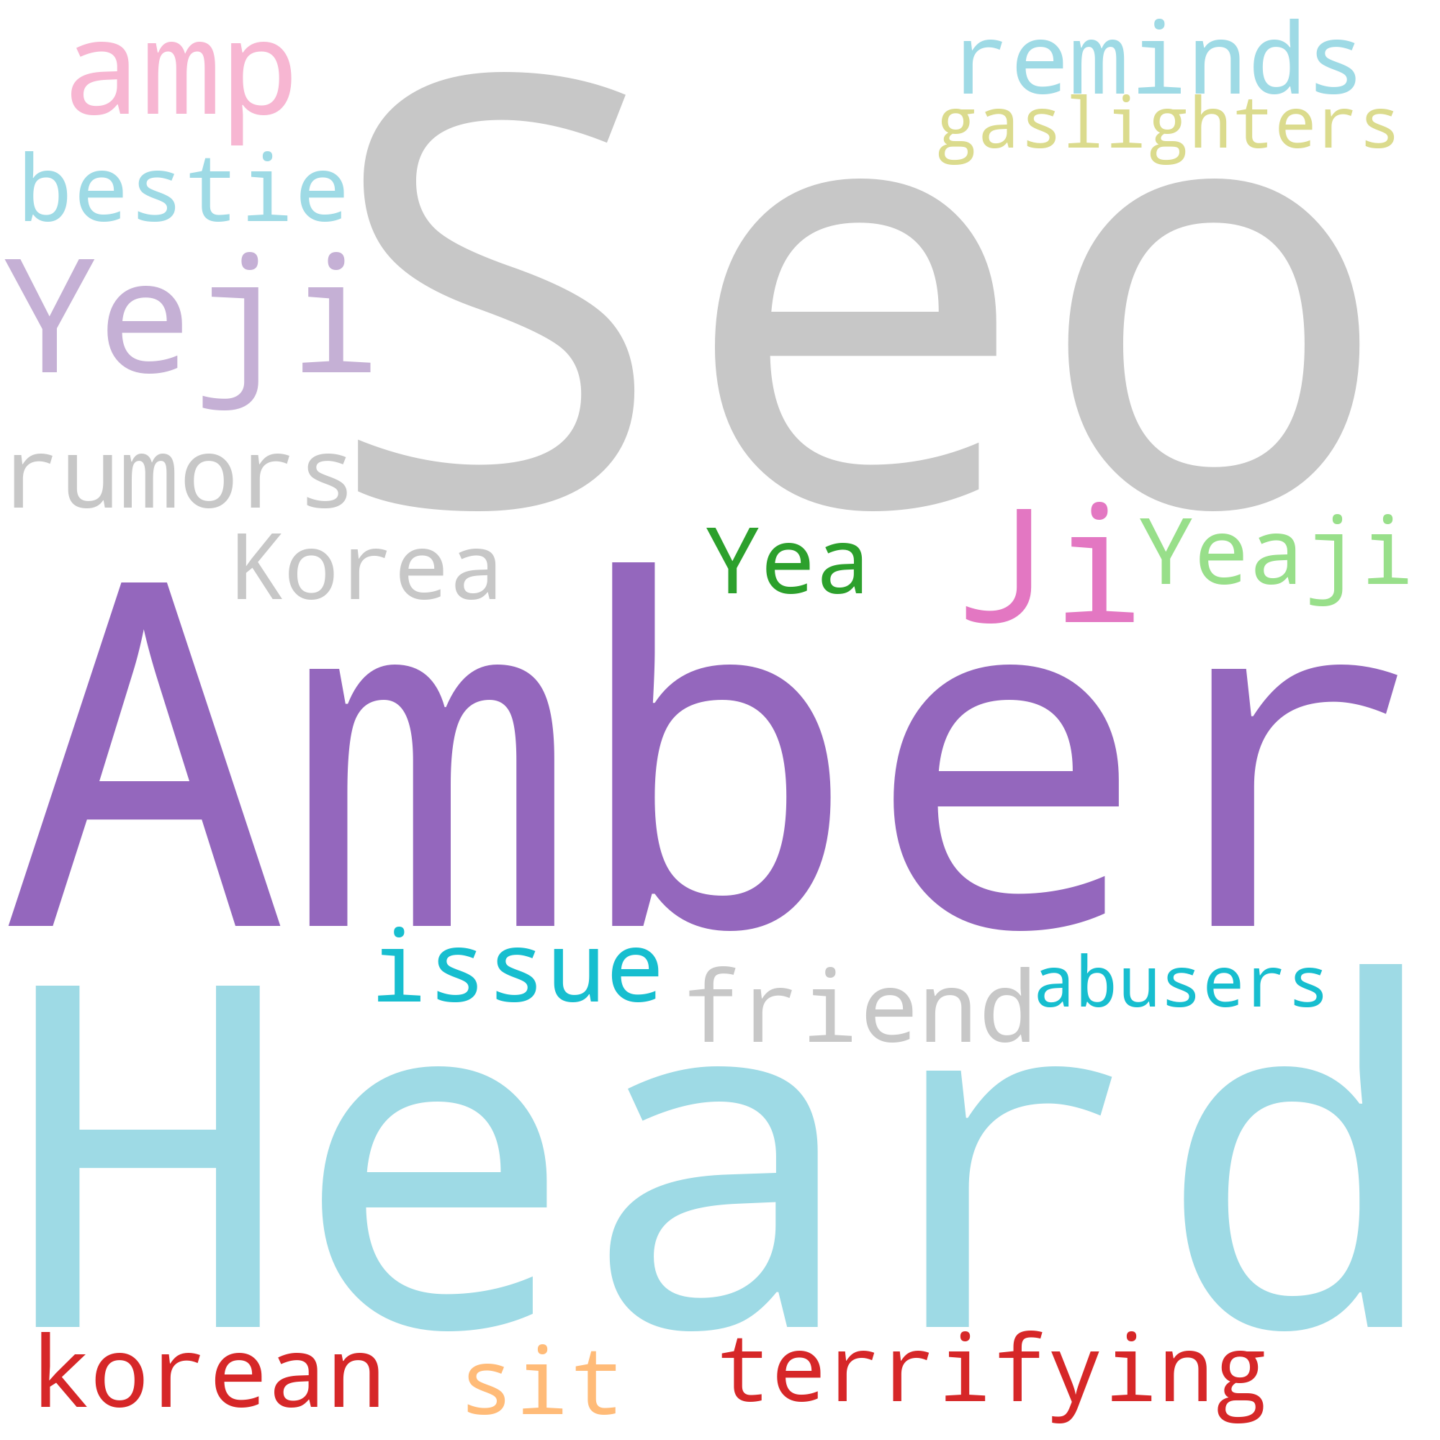 amp
reminds
gaslighters
bestie
Seo
Yeji
rumors
Korea
Yea
Ji
Yeaji
Amber
issue
friend
abusers
Heard
korean
sit
terrifying